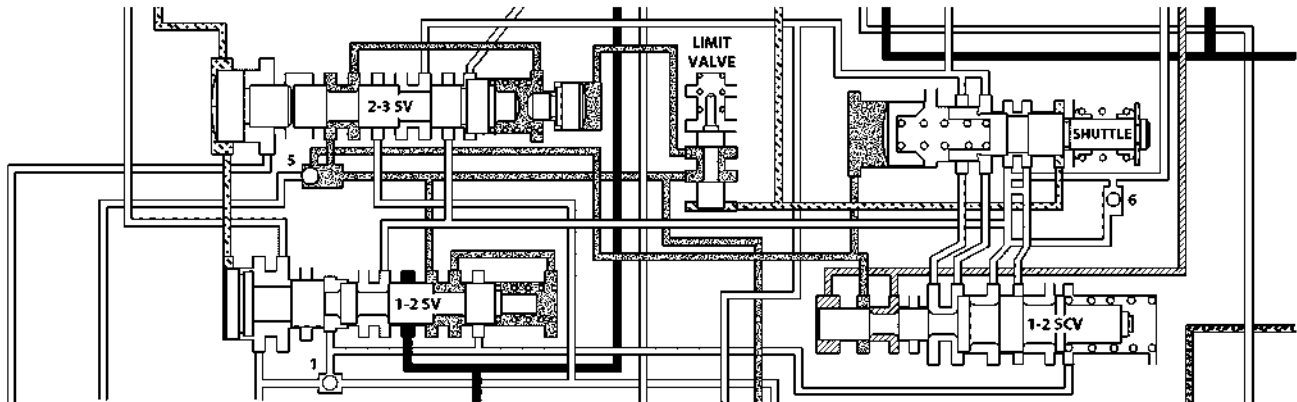 LIMIT
VALVE
2-3 SV
SHUTTLE
5
6
1-2 SV
1-2 SCV
1